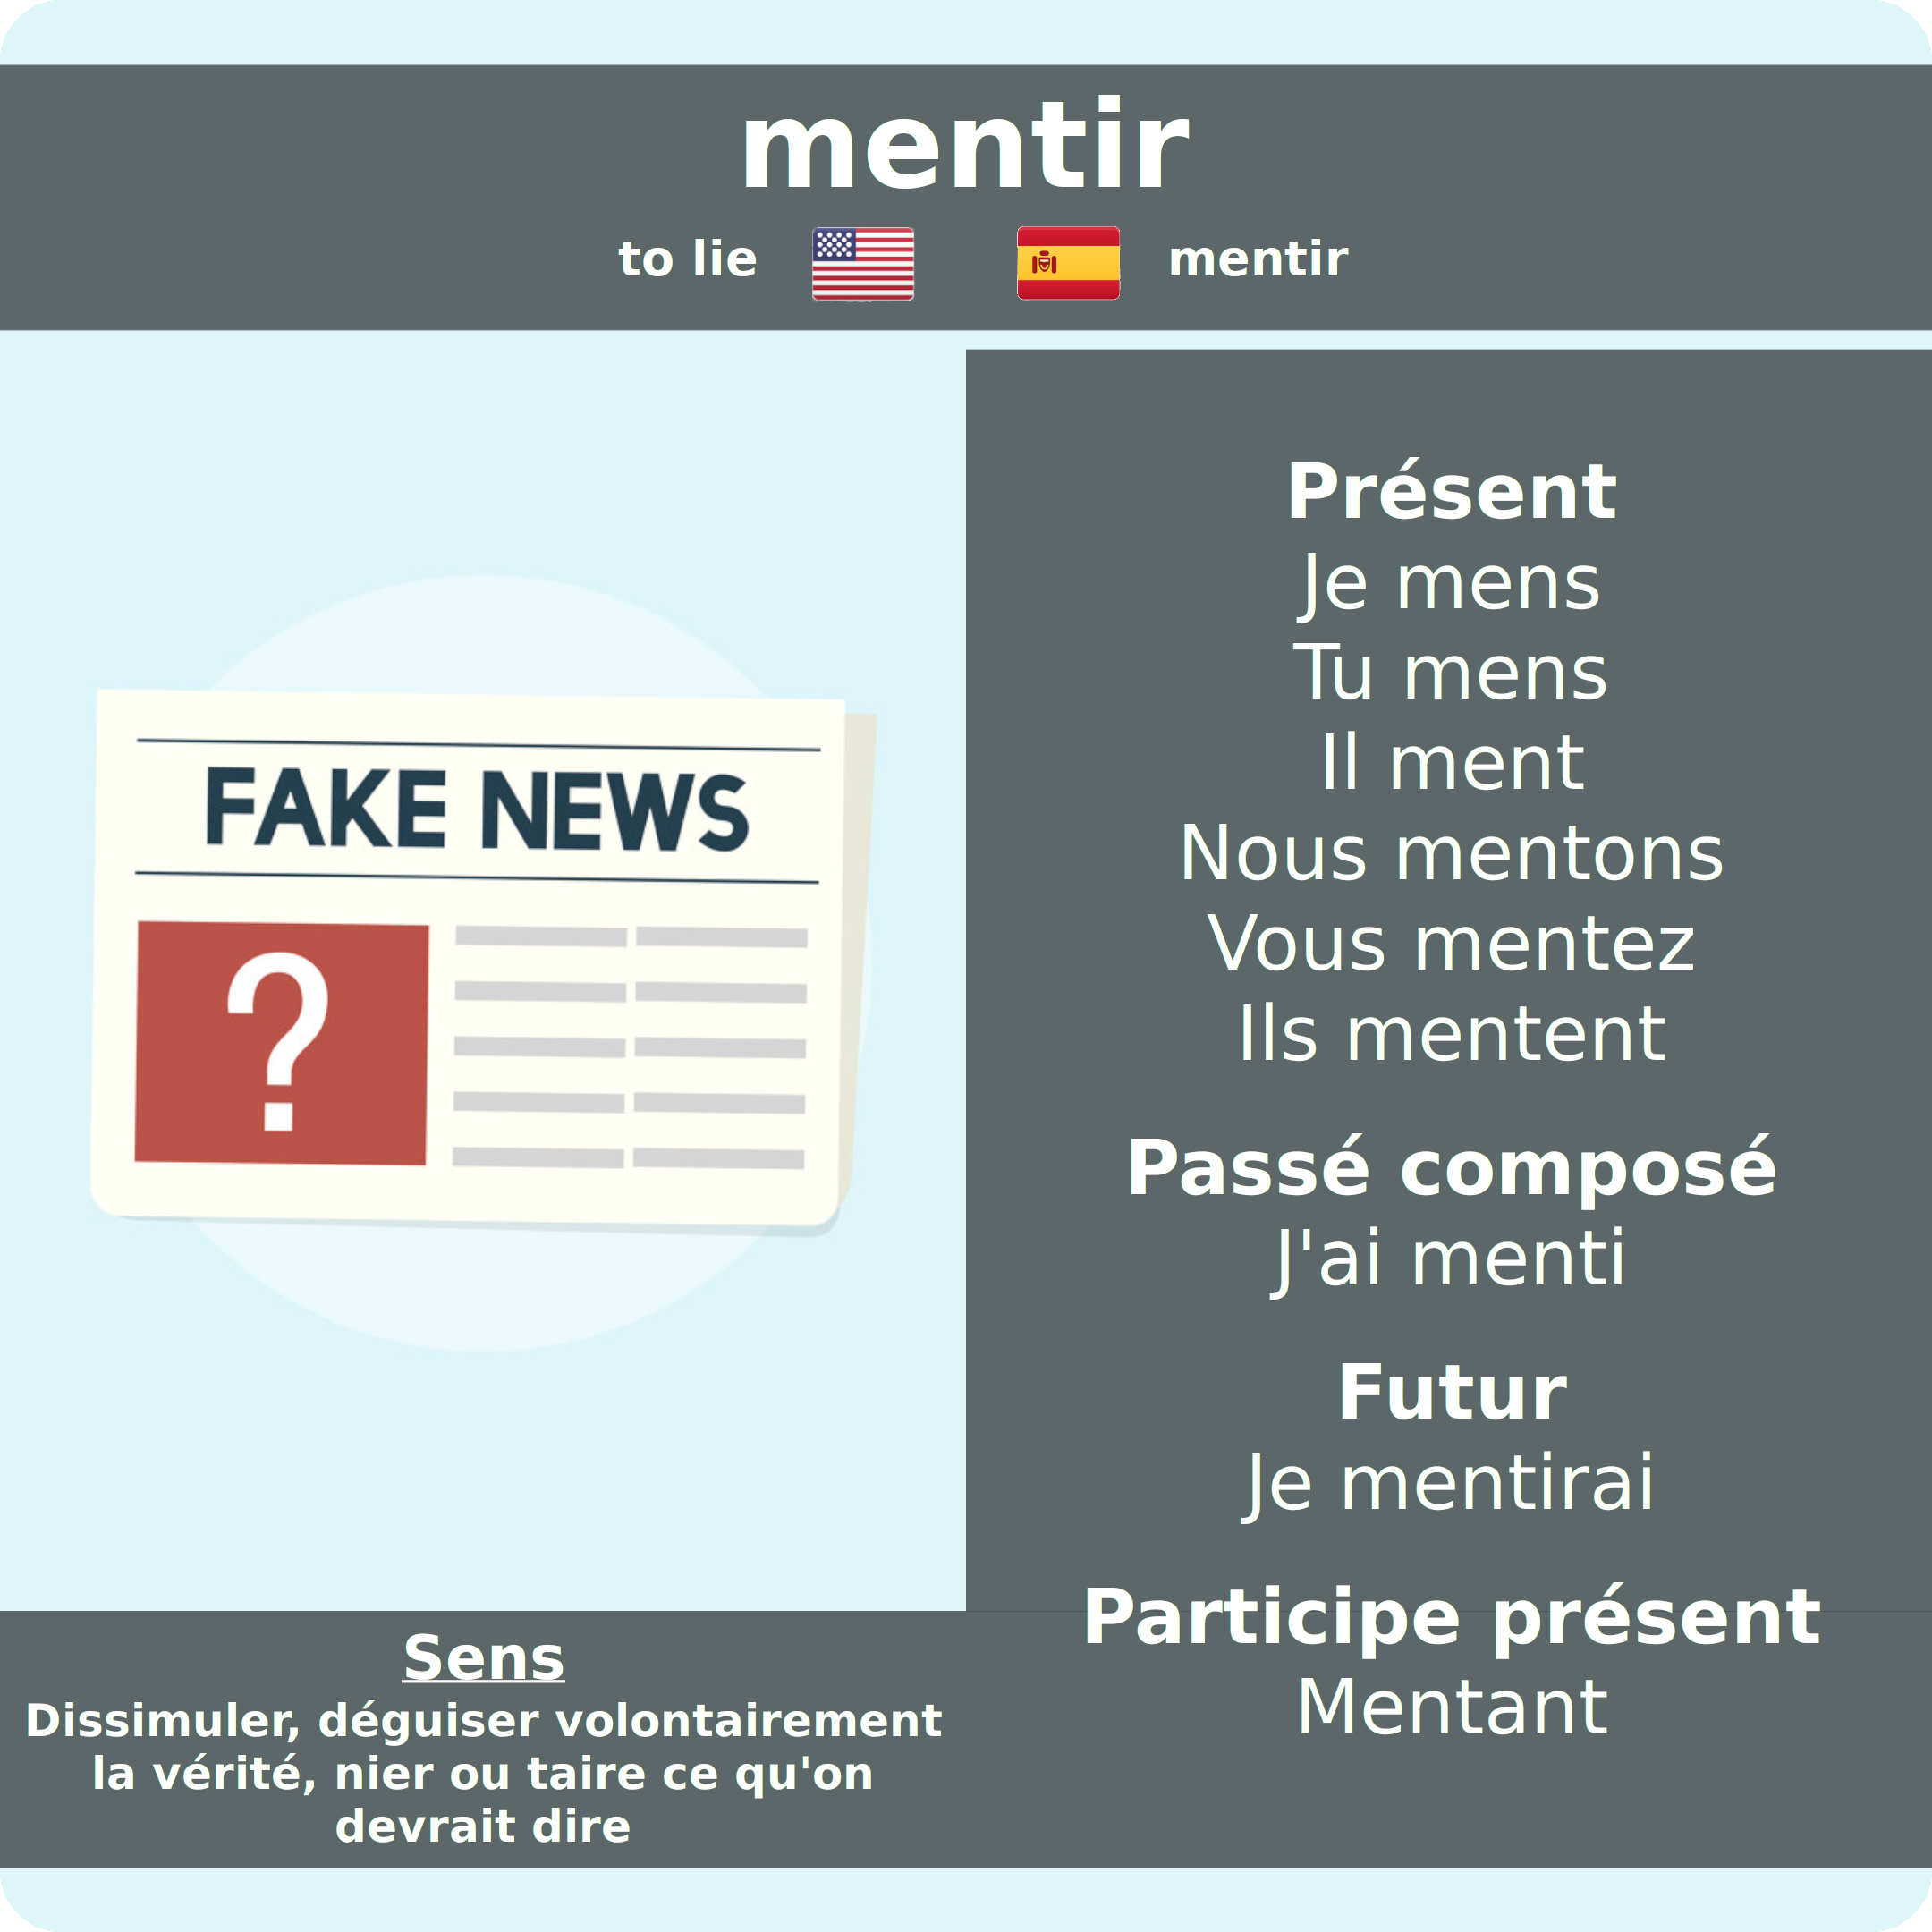 mentir
to lie
mentir
FAKE NEWS
?
Présent
Je mens
Tu mens
Il ment
Nous mentons
Vous mentez
Ils mentent
Passé composé
J'ai menti
Futur
Je mentirai
Participe présent
Mentant
Sens
Dissimuler, déguiser volontairement
la vérité, nier ou taire ce qu'on
devrait dire